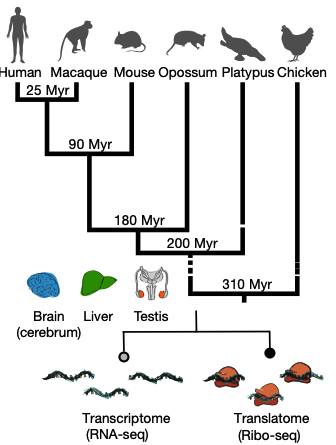 Human Macaque Mouse Opossum Platypus Chicken
25 Myr
90 Myr
180 Myr
200 Myr
310 Myr
Brain
(cerebrum)
Liver
Testis
Transcriptome
(RNA-seq)
Translatome
(Ribo-seq)